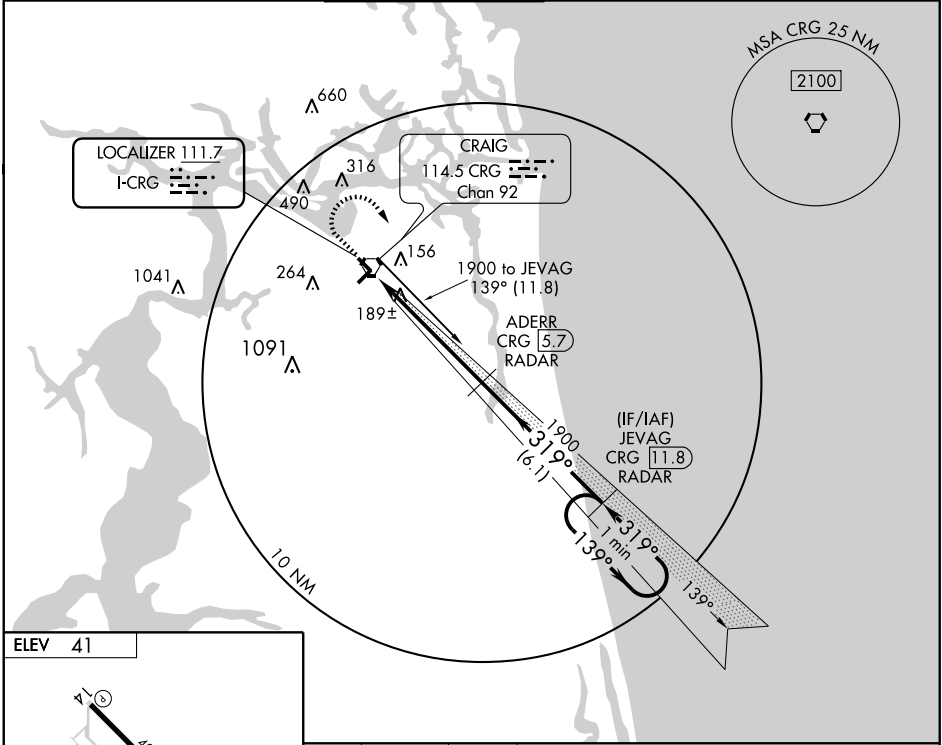 MSA CRG 25 NM
2100
660
LOCALIZER 111.7
I-CRG
CRAIG
114.5 CRG
Chan 92
316
490
156
1041
264
189±
1900 to JEVAG
139° (11.8)
1091
ADERR
CRG 5.7
RADAR
(IF/IAF)
JEVAG
CRG 11.8
RADAR
1900
319°
(6.1)
319°
1 min
139°
139°
10 NM
ELEV 41
14
P